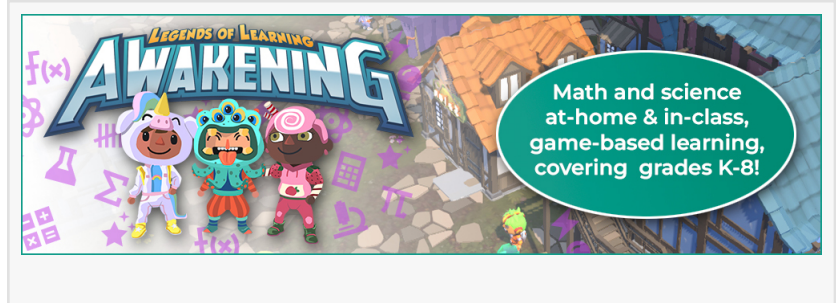 LEGENDS OF LEARNING
AWAKENING
f(x)
Math and science
at-home & in-class,
game-based learning,
covering grades K-8!
f(x)